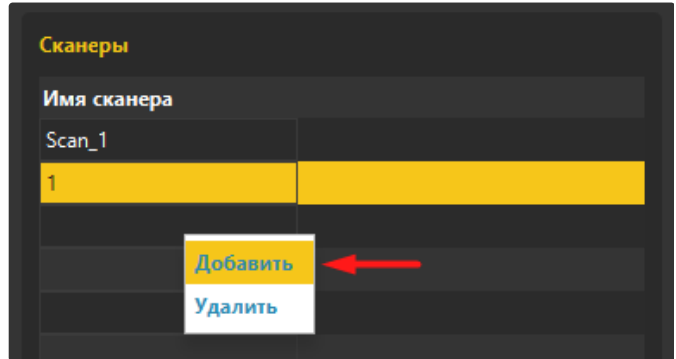 Сканеры
Имя сканера
Scan_1
1
Добавить
Удалить